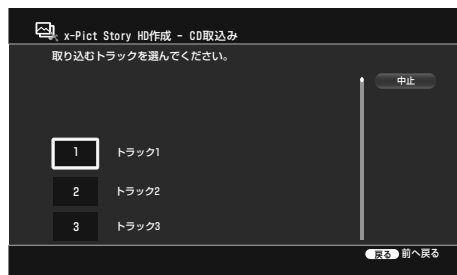 x-Pict Story HD作成 - CD取込み
取り込むトラックを選んでください。
中止
1 トラック1
2 トラック2
3 トラック3
戻る 前へ戻る